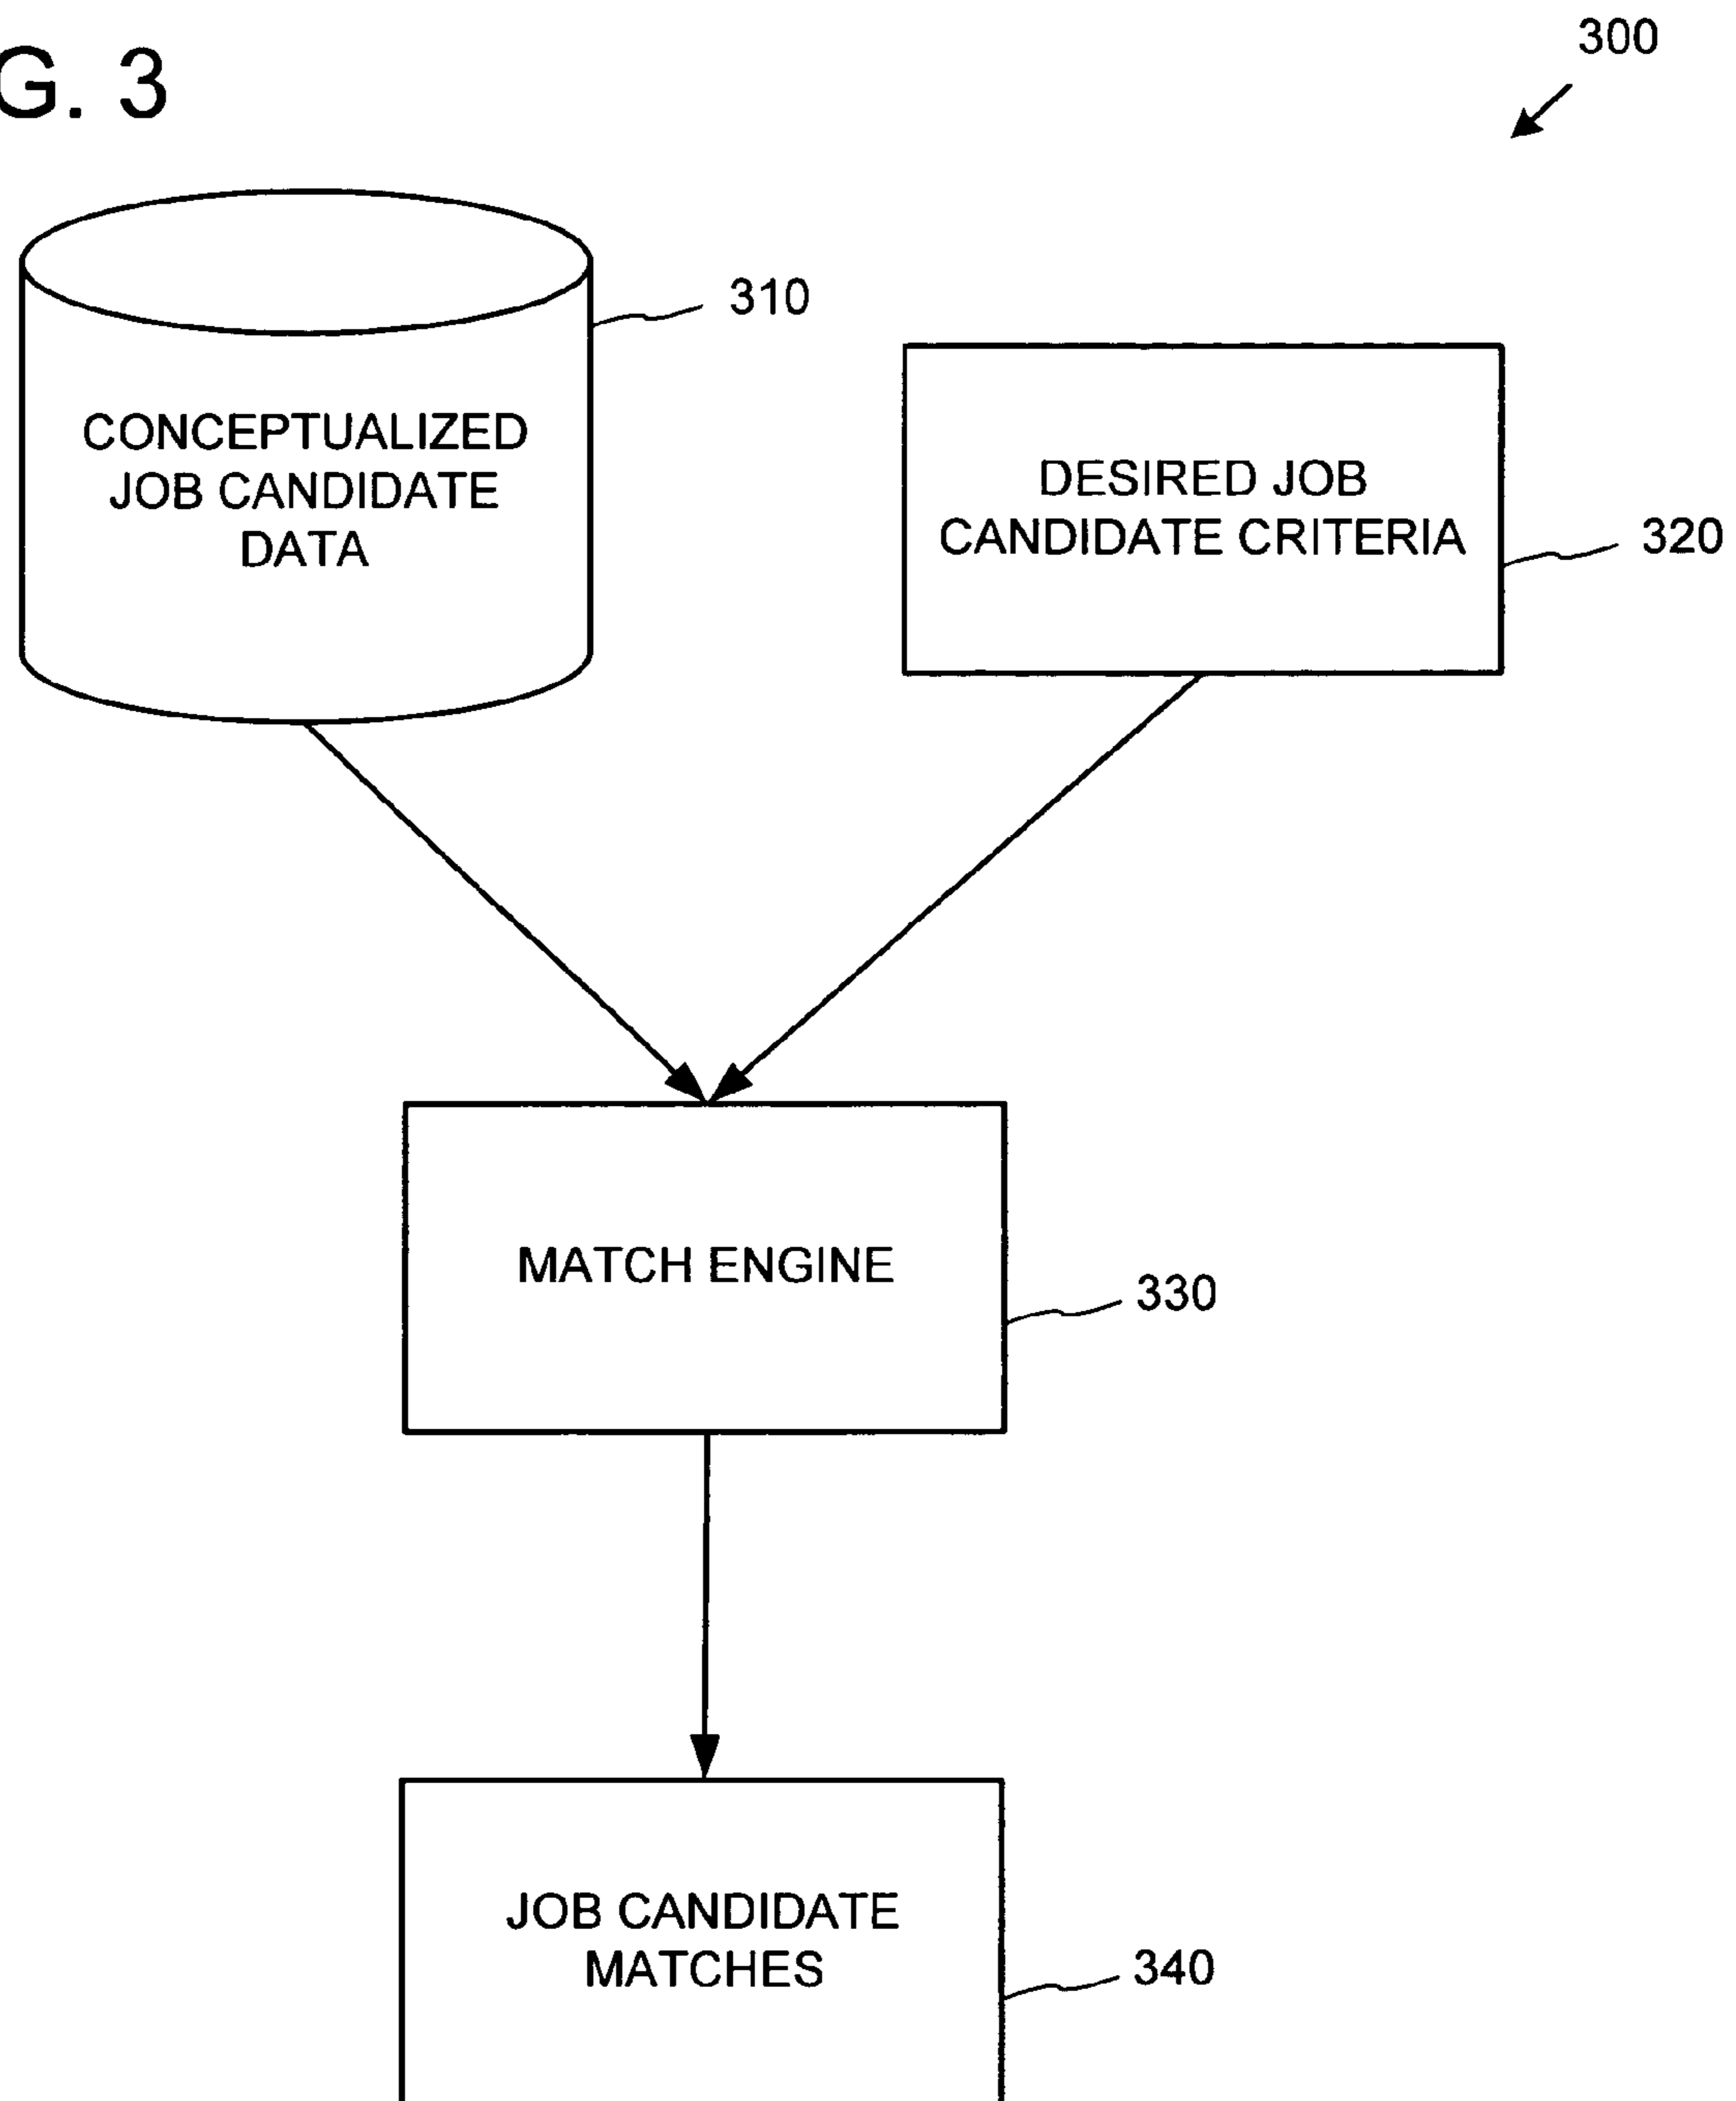 G. 3
300
310
CONCEPTUALIZED
JOB CANDIDATE
DATA
DESIRED JOB
CANDIDATE CRITERIA
320
MATCH ENGINE
330
JOB CANDIDATE
MATCHES
340